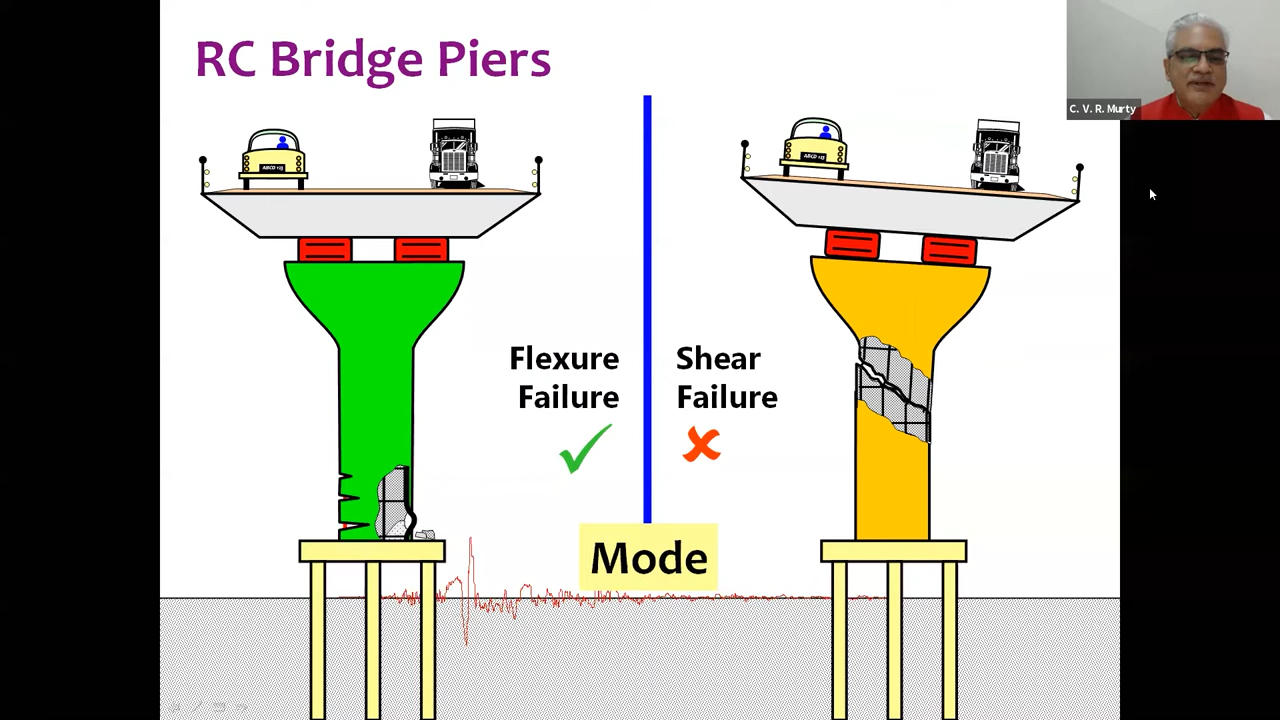 RC Bridge Piers
C. V. R. Murty
Flexure
Failure
Shear
Failure
Mode